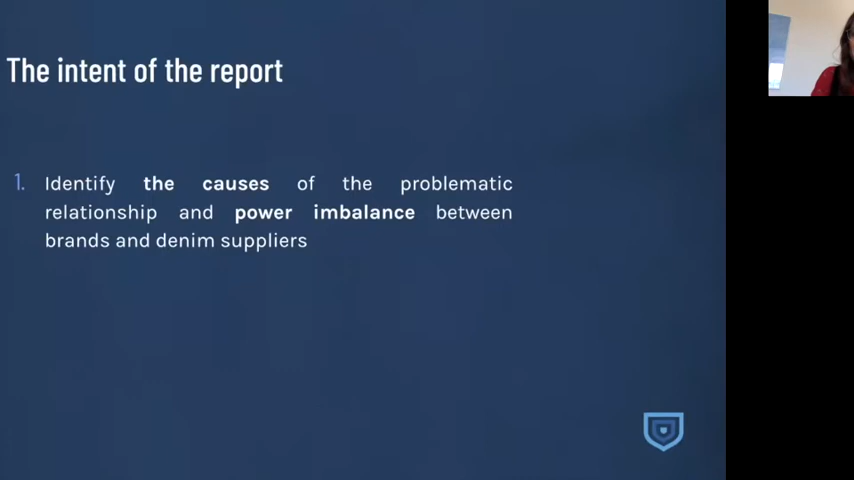 The intent of the report
1. Identify the causes of the problematic
relationship and power imbalance between
brands and denim suppliers